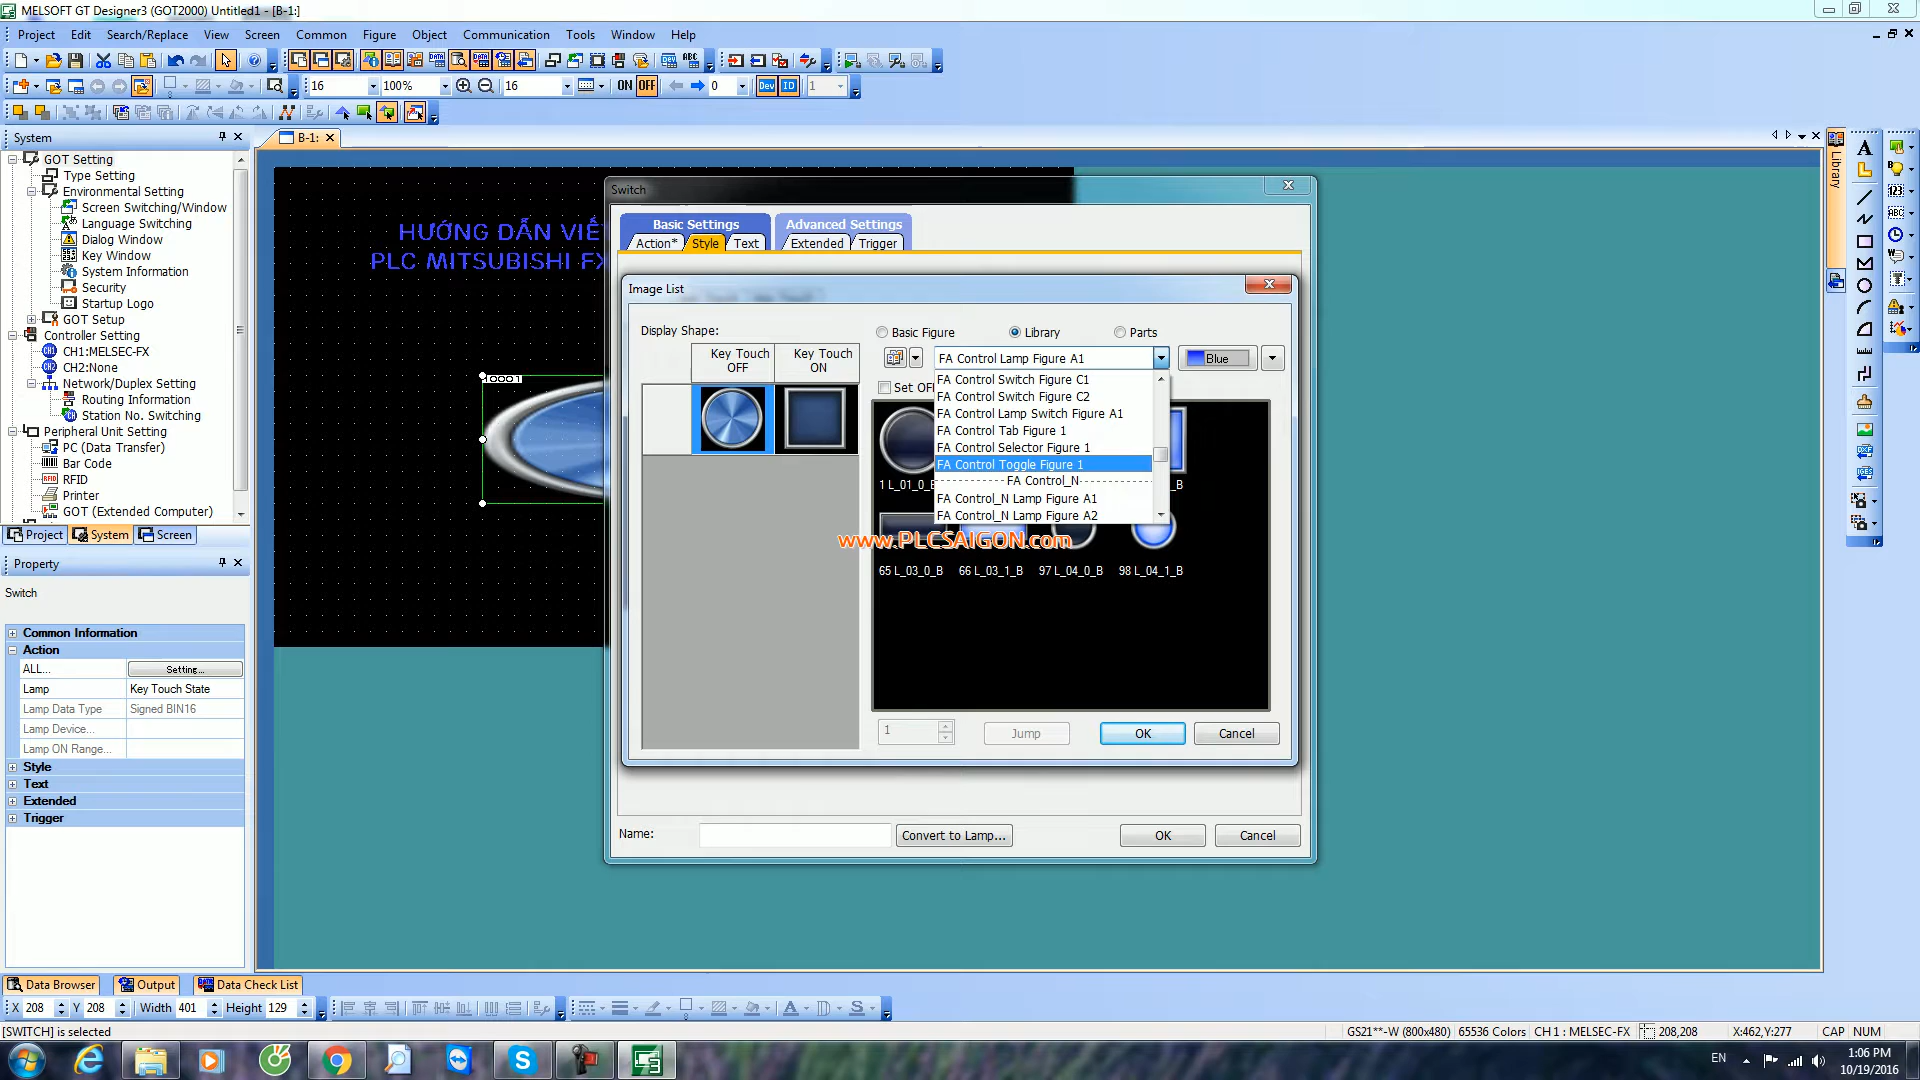 MELSOFT GT Designer3 (GOT2000) Untitled1 - [B-1:]
Project Edit Search/Replace View Screen Common Figure Object Communication Tools Window Help
16 100% 16 ON OFF 0 Dev ID 1
System
B-1:
GOT Setting
Type Setting
Environmental Setting
Screen Switching/Window
Language Switching
Dialog Window
Key Window
System Information
Security
Startup Logo
GOT Setup
Controller Setting
CH1:MELSEC-FX
CH2:None
Network/Duplex Setting
Routing Information
Station No. Switching
Peripheral Unit Setting
PC (Data Transfer)
Bar Code
RFID
Printer
GOT (Extended Computer)
Project System Screen
Property
Switch
Common Information
Action
ALL... Setting...
Lamp Key Touch State
Lamp Data Type Signed BIN16
Lamp Device...
Lamp ON Range...
Style
Text
Extended
Trigger
HƯỚNG DẪN VIẾ
PLC MITSUBISHI FX
10001
Switch
Basic Settings Advanced Settings
Action* Style Text Extended Trigger
Image List
Display Shape:
Key Touch OFF
Key Touch ON
Basic Figure Library Parts
FA Control Lamp Figure A1 Blue
Set OF
FA Control Switch Figure C1
FA Control Switch Figure C2
FA Control Lamp Switch Figure A1
FA Control Tab Figure 1
FA Control Selector Figure 1
FA Control Toggle Figure 1
FA Control_N
FA Control_N Lamp Figure A1
FA Control_N Lamp Figure A2
1 L_01_0_B
_B
www.PLCSAIGON.com
65 L_03_0_B 66 L_03_1_B 97 L_04_0_B 98 L_04_1_B
1 Jump OK Cancel
Name: Convert to Lamp... OK Cancel
Library
Data Browser Output Data Check List
X 208 Y 208 Width 401 Height 129
[SWITCH] is selected
GS21**-W (800x480) 65536 Colors CH 1 : MELSEC-FX 208,208 X:462,Y:277 CAP NUM
EN
1:06 PM
10/19/2016